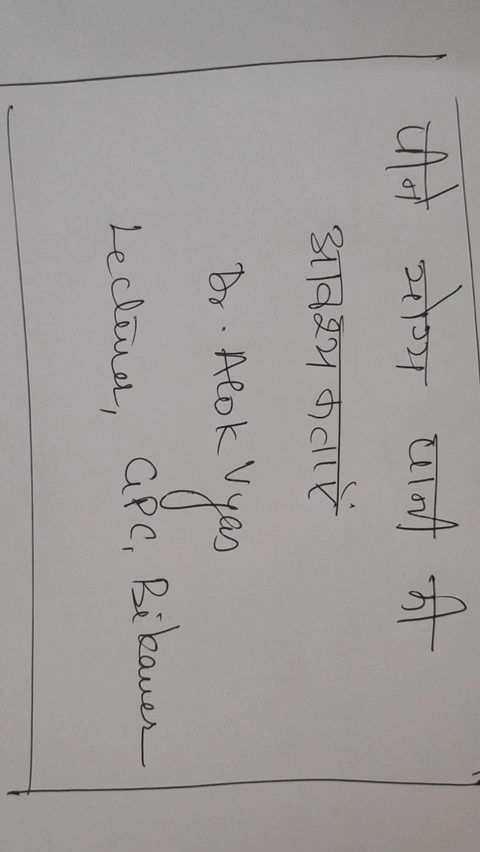 पीने योग्य पानी की
आवश्यकताएँ
Dr. Alok Vyas
Lecturer, GPC, Bikaner